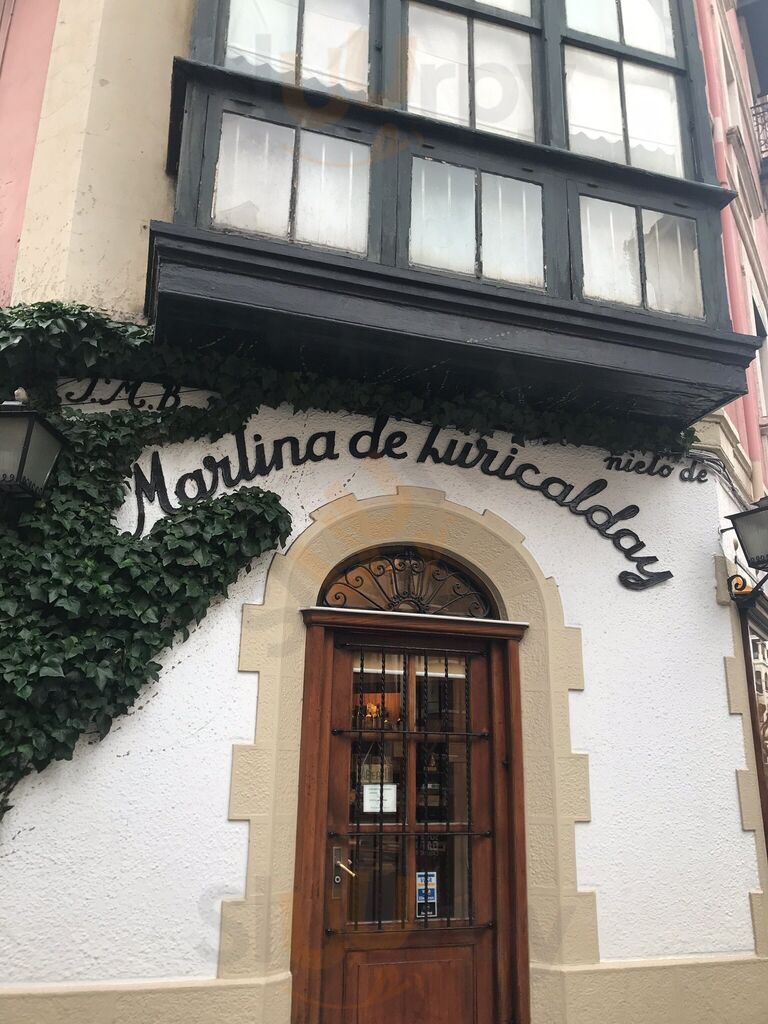 J.M.B
nieto de
Martina de Zuricalday